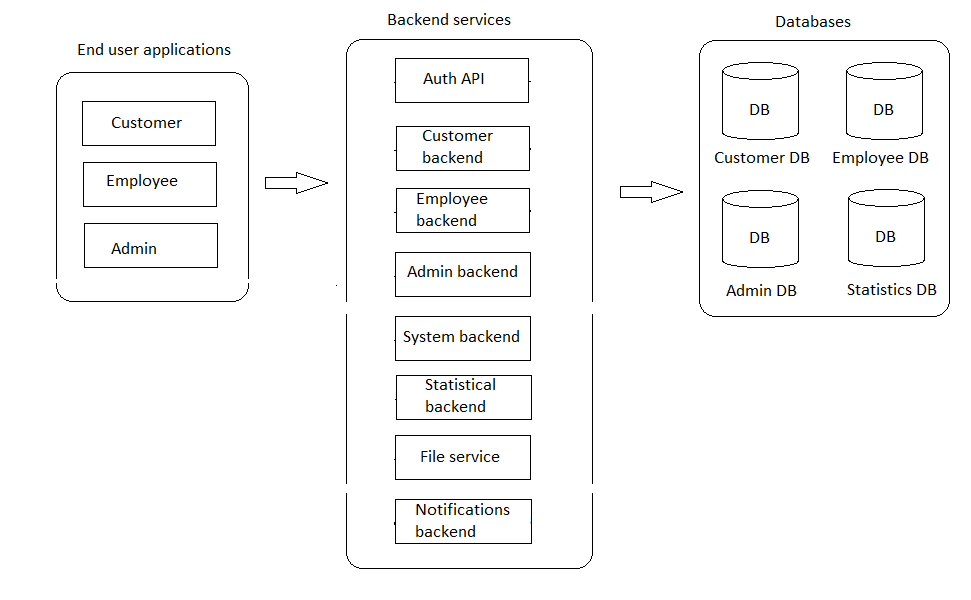 End user applications
Customer
Employee
Admin
Backend services
Auth API
Customer
backend
Employee
backend
Admin backend
System backend
Statistical
backend
File service
Notifications
backend
Databases
DB
Customer DB
DB
Employee DB
DB
Admin DB
DB
Statistics DB